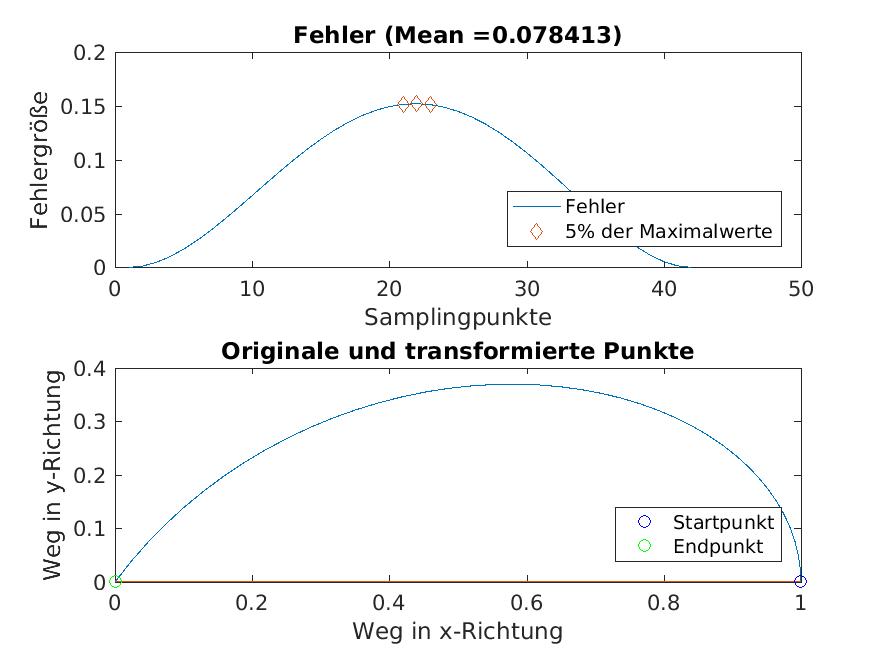 Fehler (Mean =0.078413)
Fehlergröße
0.2
0.15
0.1
0.05
0
0 10 20 30 40 50
Fehler
5% der Maximalwerte
Samplingpunkte
Originale und transformierte Punkte
Weg in y-Richtung
0.4
0.3
0.2
0.1
0
0 0.2 0.4 0.6 0.8 1
Startpunkt
Endpunkt
Weg in x-Richtung